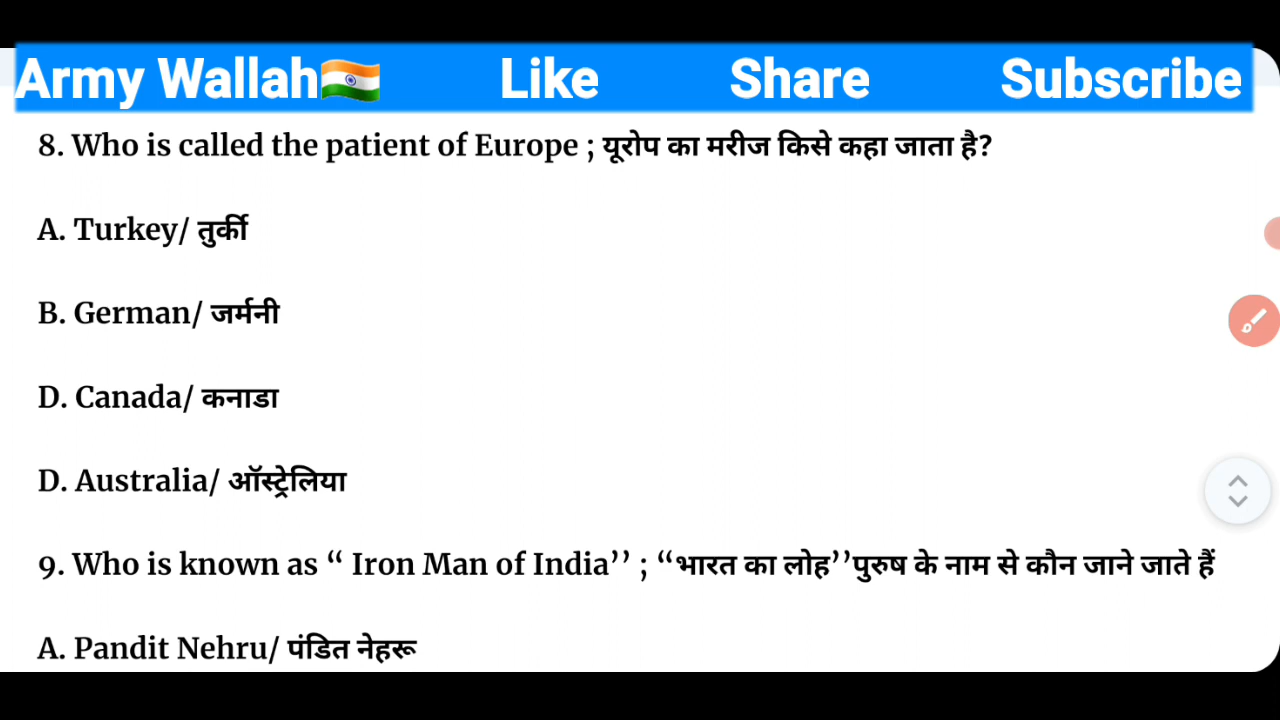 Army Wallah🇮🇳 Like Share Subscribe
8. Who is called the patient of Europe ; यूरोप का मरीज किसे कहा जाता है?
A. Turkey/ तुर्की
B. German/ जर्मनी
D. Canada/ कनाडा
D. Australia/ ऑस्ट्रेलिया
9. Who is known as “ Iron Man of India’’ ; “भारत का लोह’’पुरुष के नाम से कौन जाने जाते हैं
A. Pandit Nehru/ पंडित नेहरू